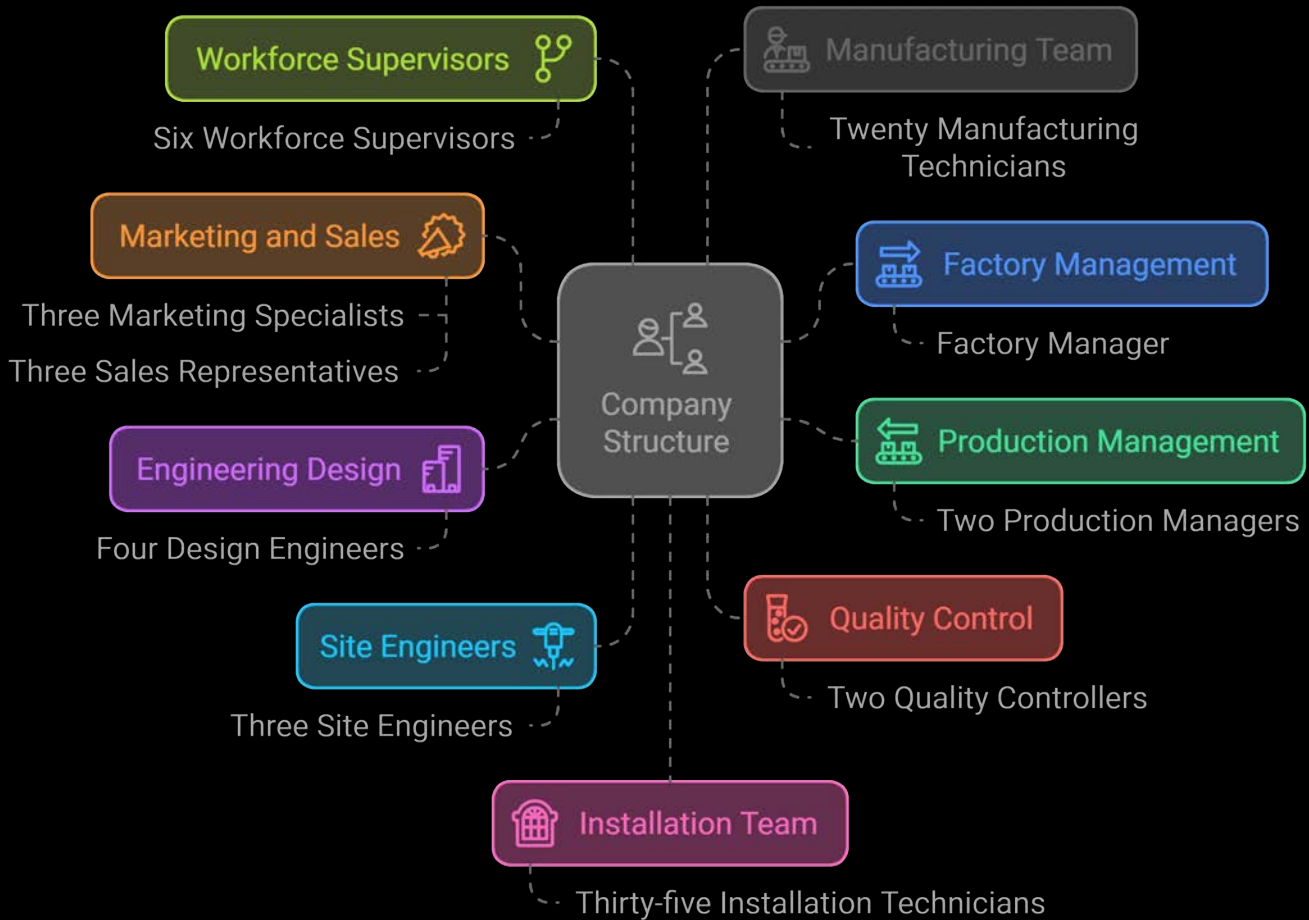 Workforce Supervisors
Six Workforce Supervisors
Marketing and Sales
Three Marketing Specialists
Three Sales Representatives
Engineering Design
Four Design Engineers
Site Engineers
Three Site Engineers
Company
Structure
Manufacturing Team
Twenty Manufacturing
Technicians
Factory Management
Factory Manager
Production Management
Two Production Managers
Quality Control
Two Quality Controllers
Installation Team
Thirty-five Installation Technicians